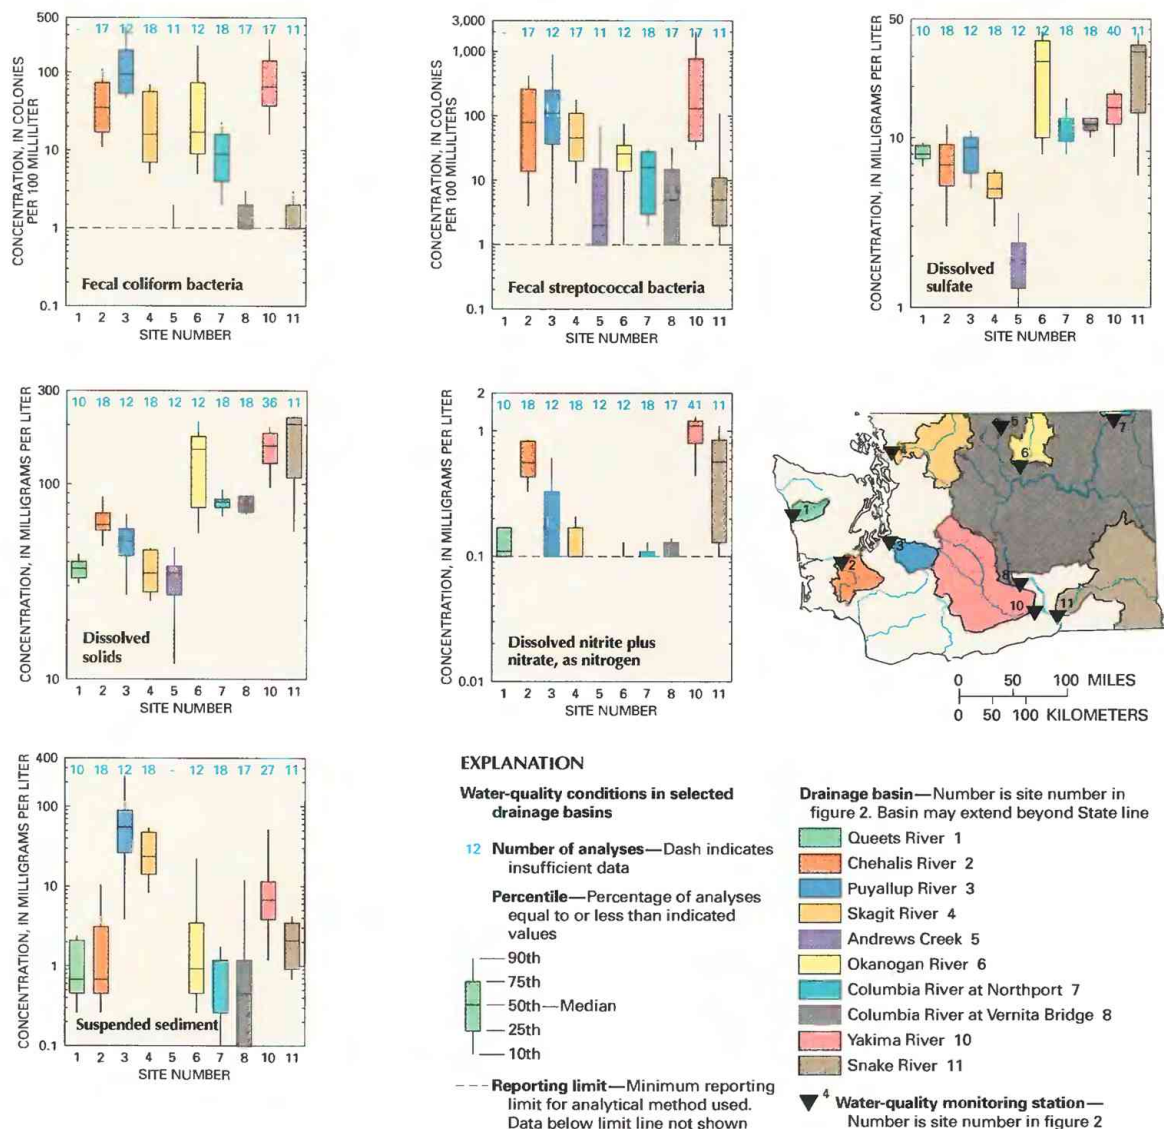 500
- 17 12 18 11 12 18 17 17 11
100
10
1
0.1
CONCENTRATION, IN COLONIES
PER 100 MILLILITER
Fecal coliform bacteria
1 2 3 4 5 6 7 8 10 11
SITE NUMBER
3,000
- 17 12 17 11 12 18 17 17 11
1,000
100
10
1
0.1
CONCENTRATION, IN COLONIES
PER 100 MILLILITERS
Fecal streptococcal bacteria
1 2 3 4 5 6 7 8 10 11
SITE NUMBER
50
10 18 12 18 12 12 18 18 40 11
10
1
CONCENTRATION, IN MILLIGRAMS PER LITER
Dissolved
sulfate
1 2 3 4 5 6 7 8 10 11
SITE NUMBER
300
10 18 12 18 12 12 18 18 36 11
100
10
CONCENTRATION, IN MILLIGRAMS PER LITER
Dissolved
solids
1 2 3 4 5 6 7 8 10 11
SITE NUMBER
2
10 18 12 18 12 12 18 17 41 11
1
0.1
0.01
CONCENTRATION, IN MILLIGRAMS PER LITER
Dissolved nitrite plus
nitrate, as nitrogen
1 2 3 4 5 6 7 8 10 11
SITE NUMBER
5
7
4
6
1
3
2
8
10
11
0 50 100 MILES
0 50 100 KILOMETERS
400
10 18 12 18 - 12 18 17 27 11
100
10
1
0.1
CONCENTRATION, IN MILLIGRAMS PER LITER
Suspended sediment
1 2 3 4 5 6 7 8 10 11
SITE NUMBER
EXPLANATION
Water-quality conditions in selected
drainage basins
12 Number of analyses—Dash indicates
insufficient data
Percentile—Percentage of analyses
equal to or less than indicated
values
90th
75th
50th—Median
25th
10th
--- Reporting limit—Minimum reporting
limit for analytical method used.
Data below limit line not shown
Drainage basin—Number is site number in
figure 2. Basin may extend beyond State line
Queets River 1
Chehalis River 2
Puyallup River 3
Skagit River 4
Andrews Creek 5
Okanogan River 6
Columbia River at Northport 7
Columbia River at Vernita Bridge 8
Yakima River 10
Snake River 11
4 Water-quality monitoring station—
Number is site number in figure 2